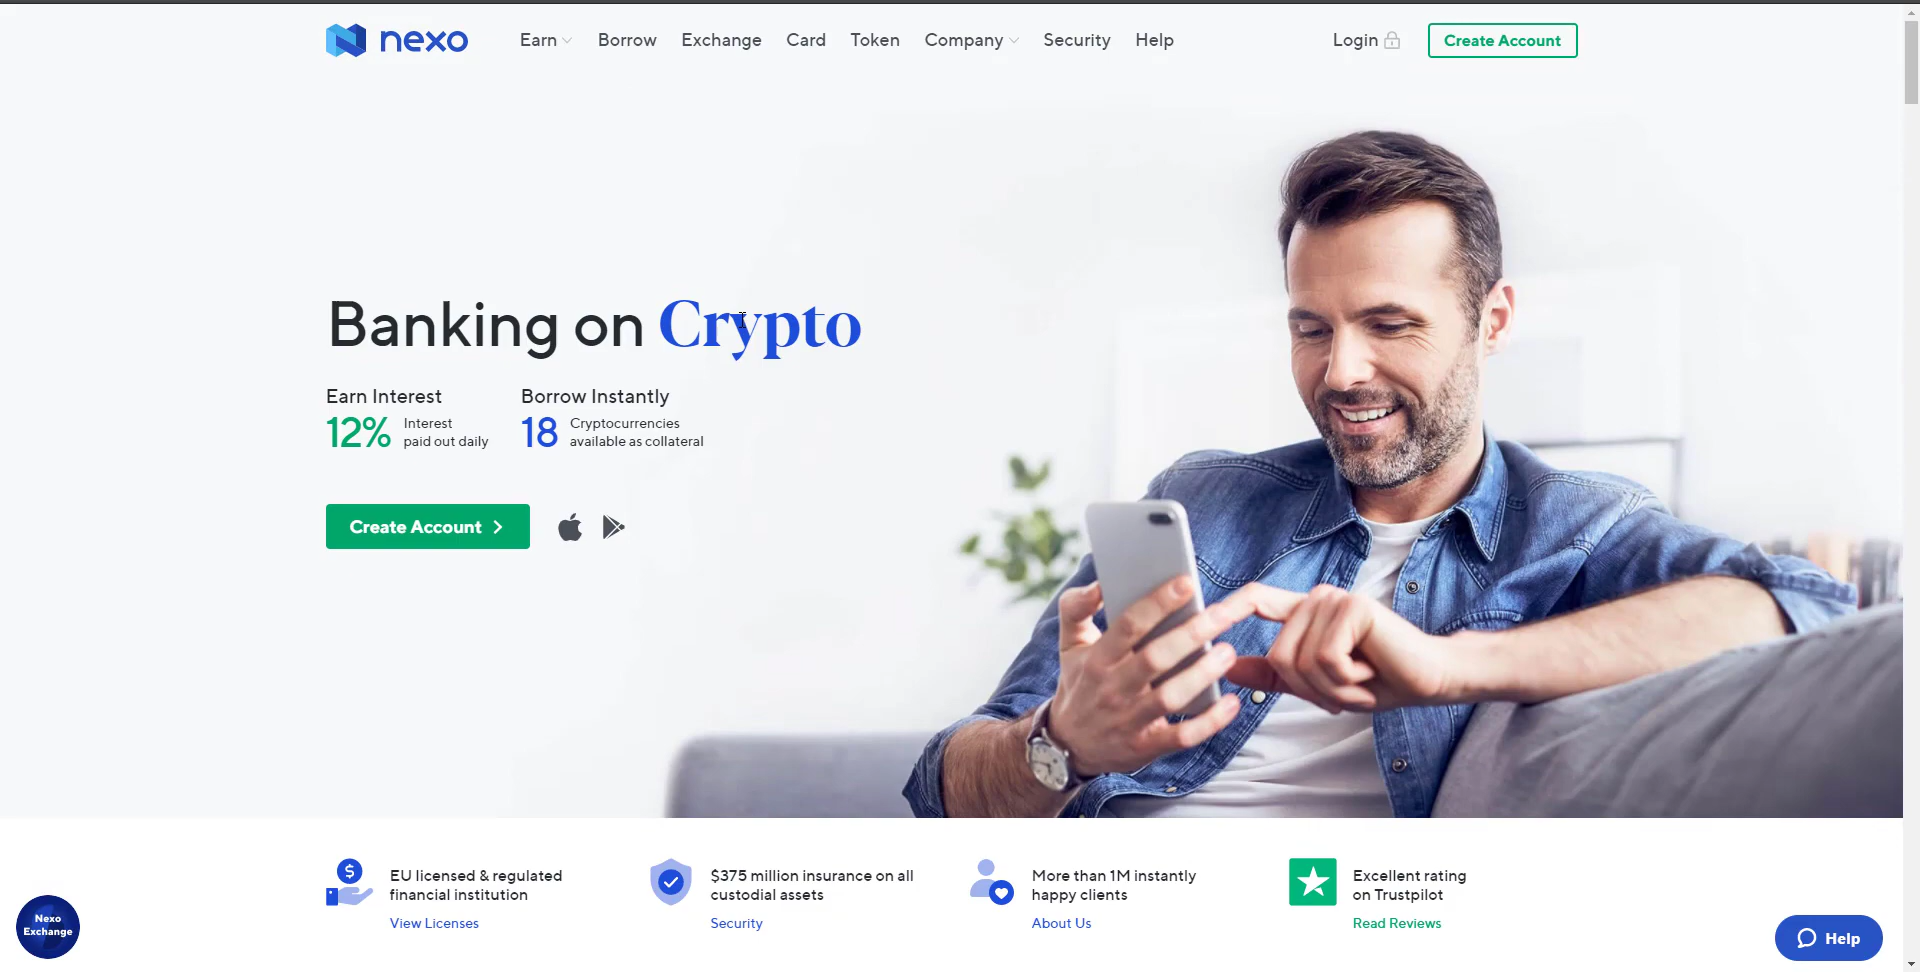 nexo
Earn
Borrow
Exchange
Card
Token
Company
Security
Help
Login
Create Account
Banking on Crypto
Earn Interest
12%
Interest
paid out daily
Borrow Instantly
18
Cryptocurrencies
available as collateral
Create Account
EU licensed & regulated
financial institution
View Licenses
$375 million insurance on all
custodial assets
Security
More than 1M instantly
happy clients
About Us
Excellent rating
on Trustpilot
Read Reviews
Nexo
Exchange
Help